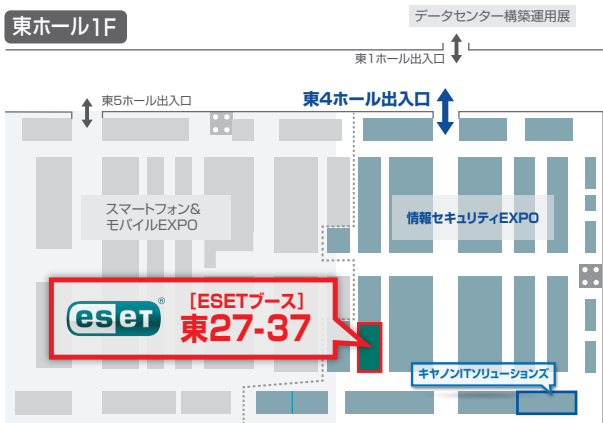 東ホール1F
データセンター構築運用展
東1ホール出入口
東5ホール出入口
東4ホール出入口
スマートフォン&
モバイルEXPO
情報セキュリティEXPO
eset®
[ESETブース]
東27-37
キヤノンITソリューションズ